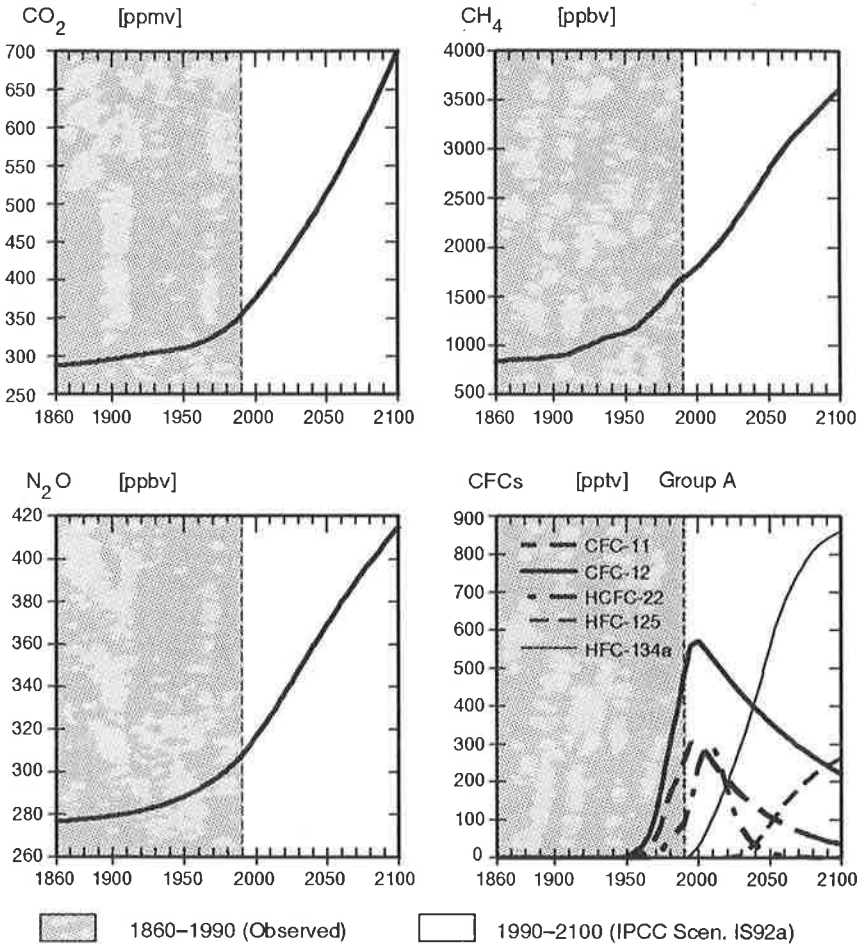 CO2 [ppmv]
700
650
600
550
500
450
400
350
300
250
1860 1900 1950 2000 2050 2100
CH4 [ppbv]
4000
3500
3000
2500
2000
1500
1000
500
1860 1900 1950 2000 2050 2100
N2O [ppbv]
420
400
380
360
340
320
300
280
260
1860 1900 1950 2000 2050 2100
CFCs [pptv] Group A
900
800
700
600
500
400
300
200
100
0
CFC-11
CFC-12
HCFC-22
HFC-125
HFC-134a
1860 1900 1950 2000 2050 2100
1860–1990 (Observed)
1990–2100 (IPCC Scen. IS92a)